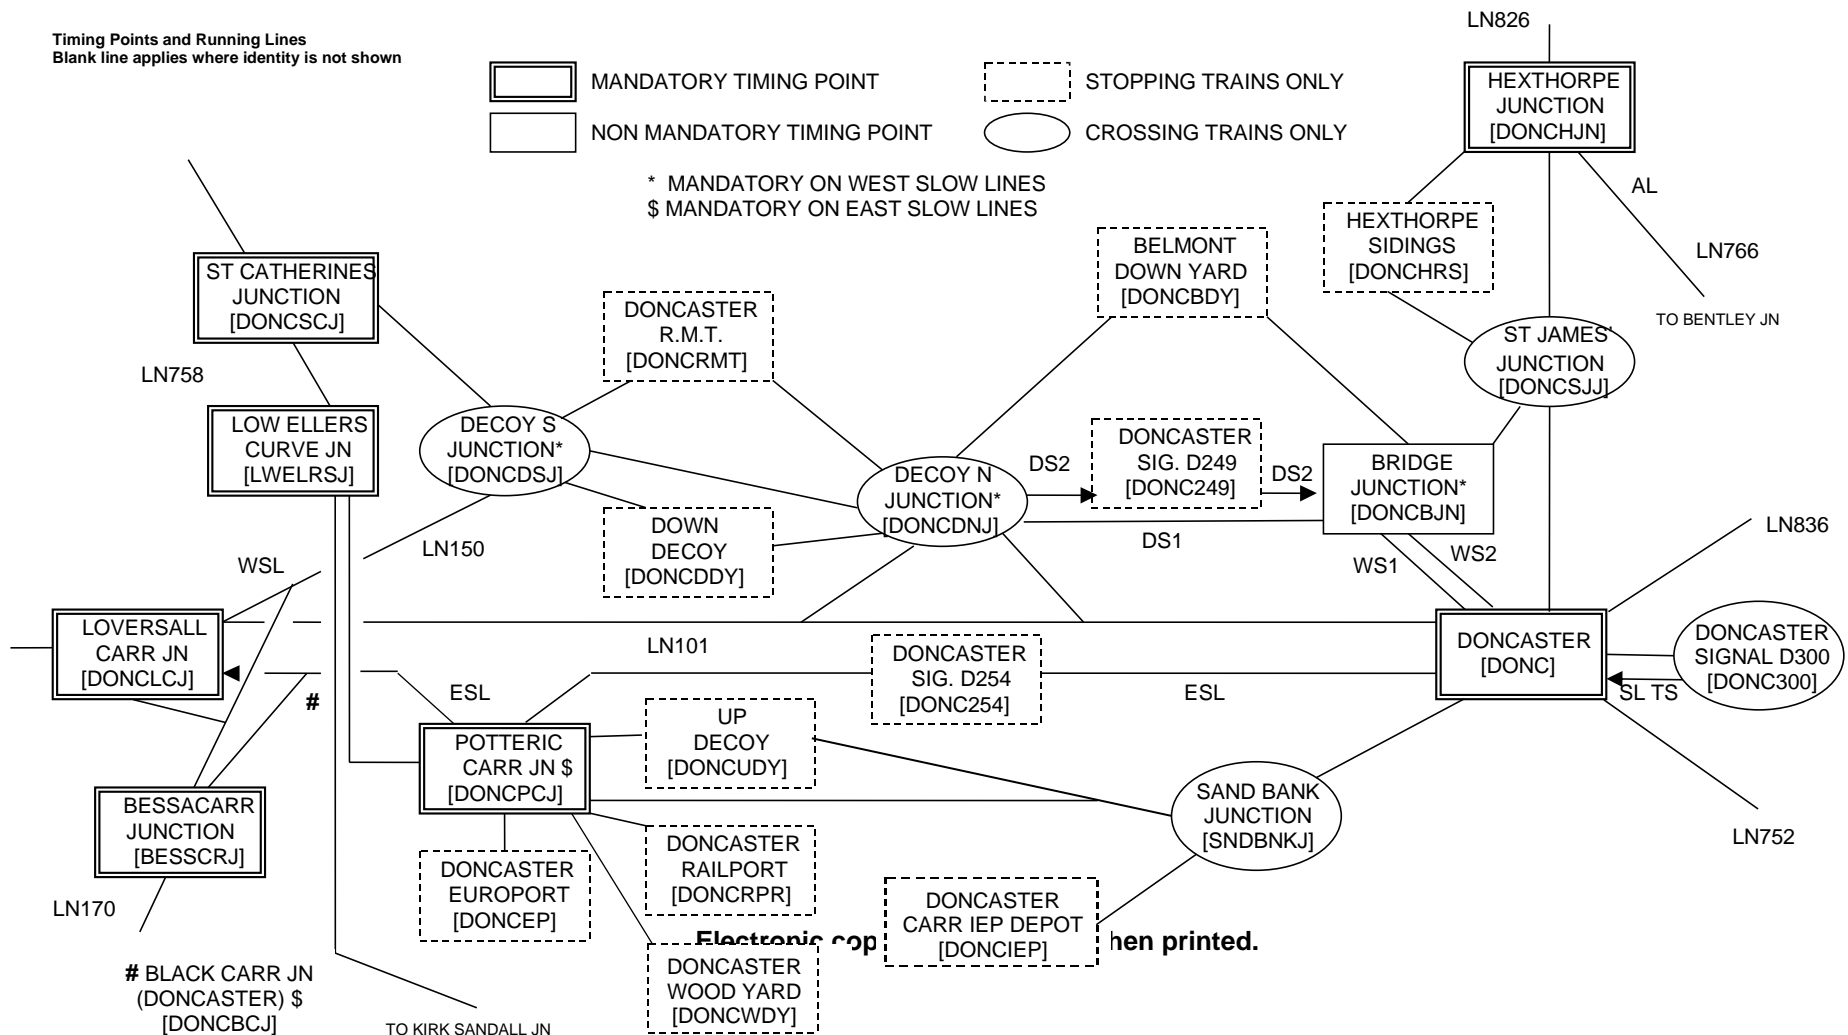 Timing Points and Running Lines
Blank line applies where identity is not shown
MANDATORY TIMING POINT
STOPPING TRAINS ONLY
NON MANDATORY TIMING POINT
CROSSING TRAINS ONLY
* MANDATORY ON WEST SLOW LINES
$ MANDATORY ON EAST SLOW LINES
LN826
HEXTHORPE
JUNCTION
[DONCHJN]
AL
LN766
TO BENTLEY JN
HEXTHORPE
SIDINGS
[DONCHRS]
ST JAMES'
JUNCTION
[DONCSJJ]
BELMONT
DOWN YARD
[DONCBDY]
ST CATHERINES
JUNCTION
[DONCSCJ]
LN758
LOW ELLERS
CURVE JN
[LWELRSJ]
DONCASTER
R.M.T.
[DONCRMT]
DECOY S
JUNCTION*
[DONCDSJ]
LN150
DOWN
DECOY
[DONCDDY]
DECOY N
JUNCTION*
[DONCDNJ]
DS2
DONCASTER
SIG. D249
[DONC249]
DS2
DS1
BRIDGE
JUNCTION*
[DONCBJN]
WS1
WS2
LN836
WSL
LOVERSALL
CARR JN
[DONCLCJ]
#
ESL
LN101
DONCASTER
SIG. D254
[DONC254]
ESL
DONCASTER
[DONC]
SL TS
DONCASTER
SIGNAL D300
[DONC300]
POTTERIC
CARR JN $
[DONCPCJ]
UP
DECOY
[DONCUDY]
SAND BANK
JUNCTION
[SNDBNKJ]
LN752
BESSACARR
JUNCTION
[BESSCRJ]
LN170
DONCASTER
EUROPORT
[DONCEP]
DONCASTER
RAILPORT
[DONCRPR]
DONCASTER
CARR IEP DEPOT
[DONCIEP]
Electronic cop hen printed.
DONCASTER
WOOD YARD
[DONCWDY]
# BLACK CARR JN
(DONCASTER) $
[DONCBCJ]
TO KIRK SANDALL JN